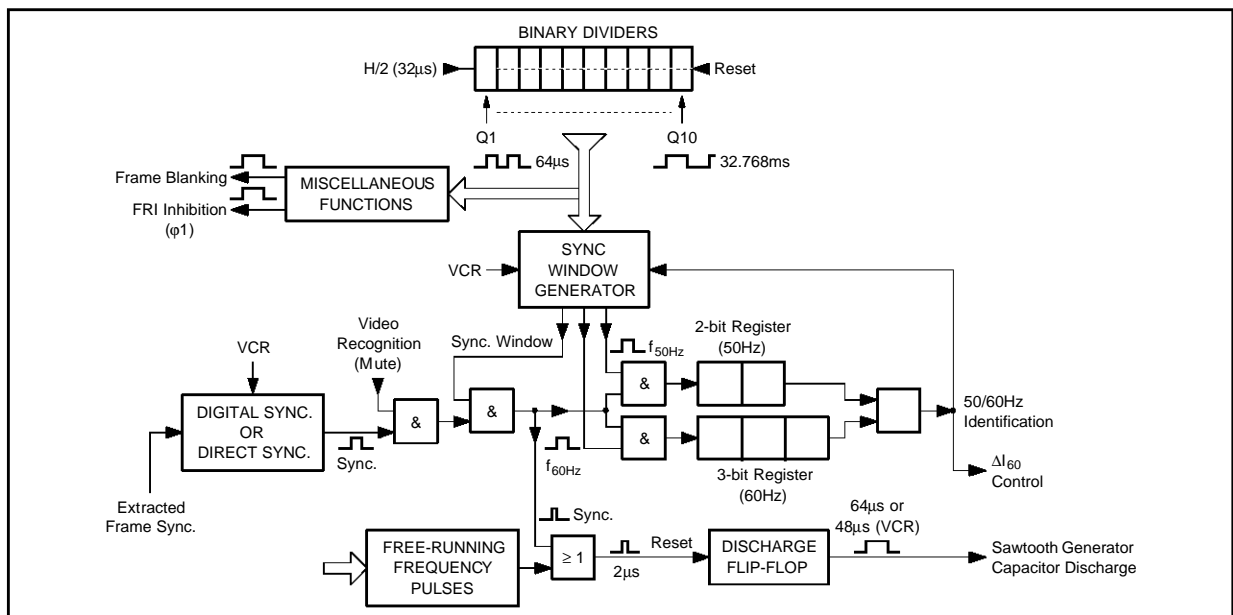 BINARY DIVIDERS
H/2 (32μs)
Reset
Q1
Q10
64μs
32.768ms
Frame Blanking
FRI Inhibition
(φ1)
MISCELLANEOUS
FUNCTIONS
VCR
SYNC
WINDOW
GENERATOR
Video
Recognition
(Mute)
Sync. Window
f50Hz
2-bit Register
(50Hz)
VCR
DIGITAL SYNC.
OR
DIRECT SYNC.
Sync.
&
&
&
&
f60Hz
3-bit Register
(60Hz)
50/60Hz
Identification
ΔI60
Control
Extracted
Frame Sync.
Sync.
FREE-RUNNING
FREQUENCY
PULSES
≥ 1
2μs
Reset
DISCHARGE
FLIP-FLOP
64μs or
48μs (VCR)
Sawtooth Generator
Capacitor Discharge